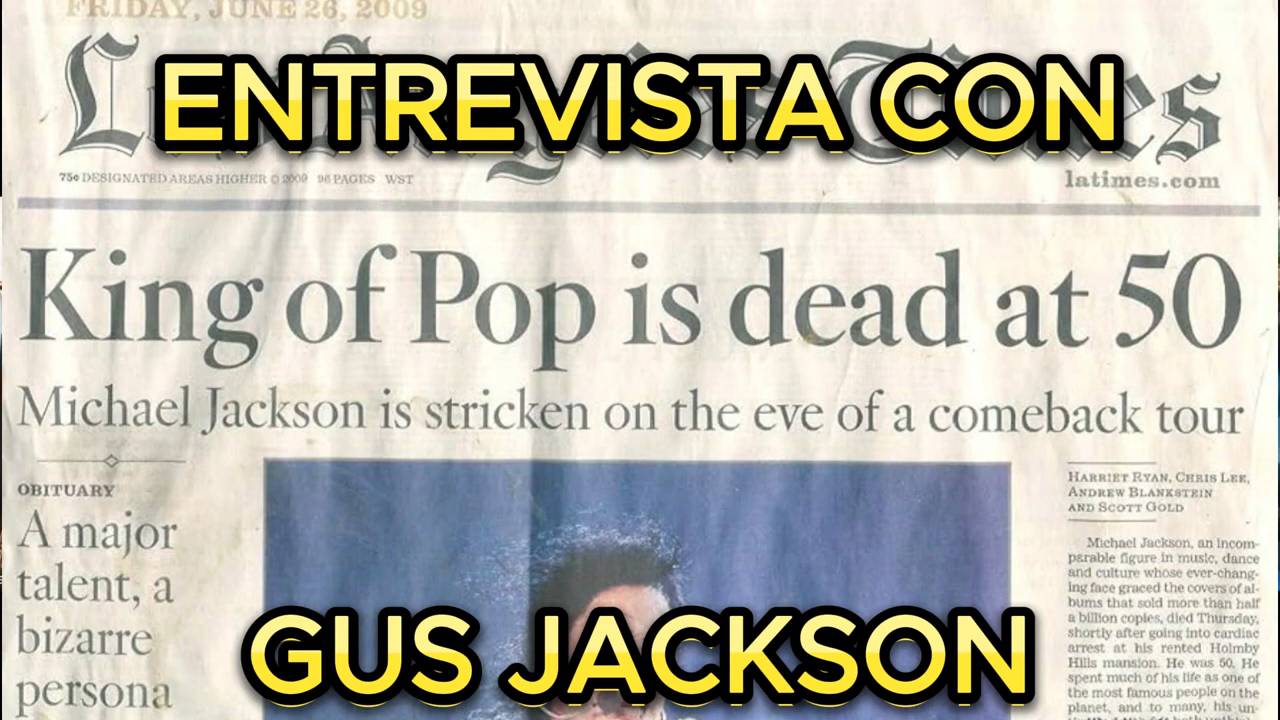 FRIDAY, JUNE 26, 2009
Los Angeles Times
ENTREVISTA CON
75¢ DESIGNATED AREAS HIGHER © 2009 96 PAGES WST
latimes.com
King of Pop is dead at 50
Michael Jackson is stricken on the eve of a comeback tour
OBITUARY
A major
talent, a
bizarre
persona
HARRIET RYAN, CHRIS LEE,
ANDREW BLANKSTEIN
AND SCOTT GOLD
Michael Jackson, an incom-
parable figure in music, dance
and culture whose ever-chang-
ing face graced the covers of al-
bums that sold more than half
a billion copies, died Thursday,
shortly after going into cardiac
arrest at his rented Holmby
Hills mansion. He was 50. He
spent much of his life as one of
the most famous people on the
planet, and to many, his un-
GUS JACKSON